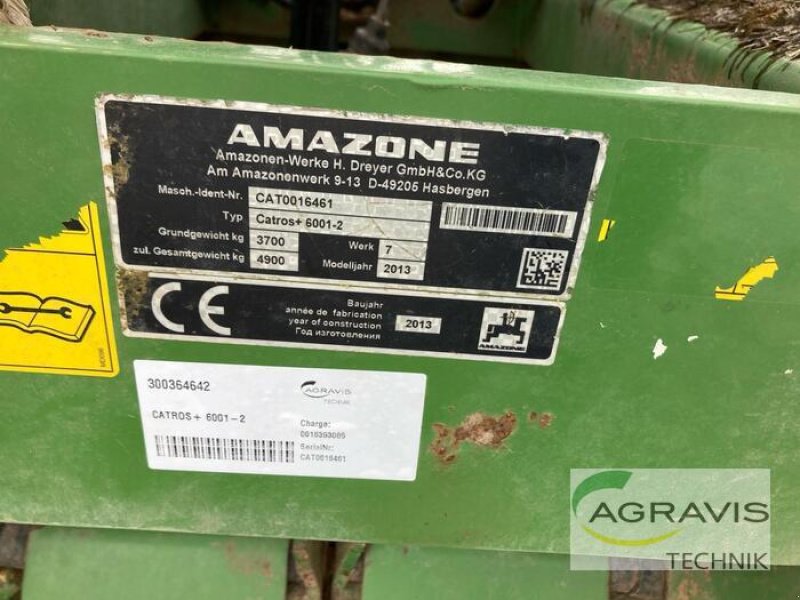 AMAZONE
Amazonen-Werke H. Dreyer GmbH&Co.KG
Am Amazonenwerk 9-13 D-49205 Hasbergen
Masch.-Ident-Nr. CAT0016461
Typ Catros+ 6001-2
Grundgewicht kg 3700 Werk 7
zul. Gesamtgewicht kg 4900 Modelljahr 2013
CE
Baujahr
année de fabrication
year of construction 2013
Год изготовления
AMAZONE
300364642
AGRAVIS
TECHNIK
CATROS+ 6001-2
Charge:
SerialNr:
CAT0016461
AGRAVIS
TECHNIK